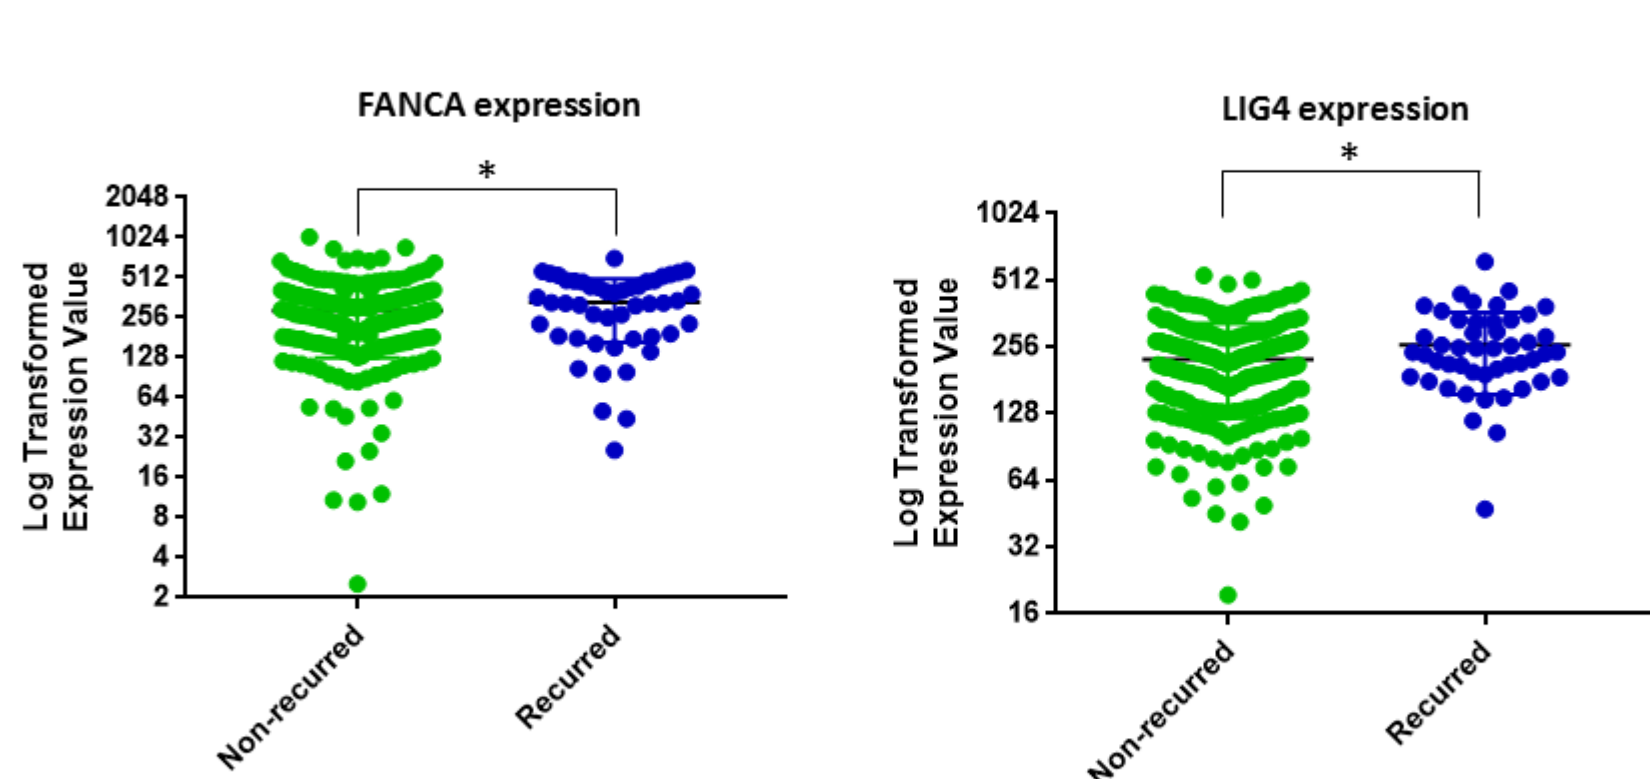 FANCA expression
*
Log Transformed
Expression Value
2048
1024
512
256
128
64
32
16
8
4
2
Non-recurred
Recurred
LIG4 expression
*
Log Transformed
Expression Value
1024
512
256
128
64
32
16
Non-recurred
Recurred